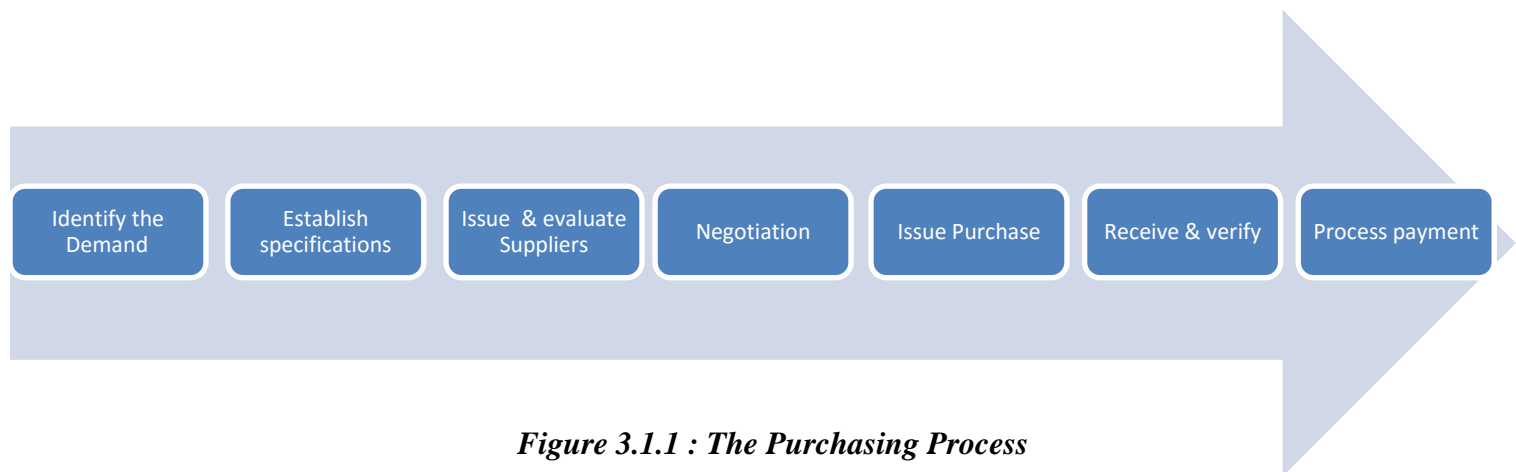 Identify the
Demand
Establish
specifications
Issue & evaluate
Suppliers
Negotiation
Issue Purchase
Receive & verify
Process payment
Figure 3.1.1 : The Purchasing Process